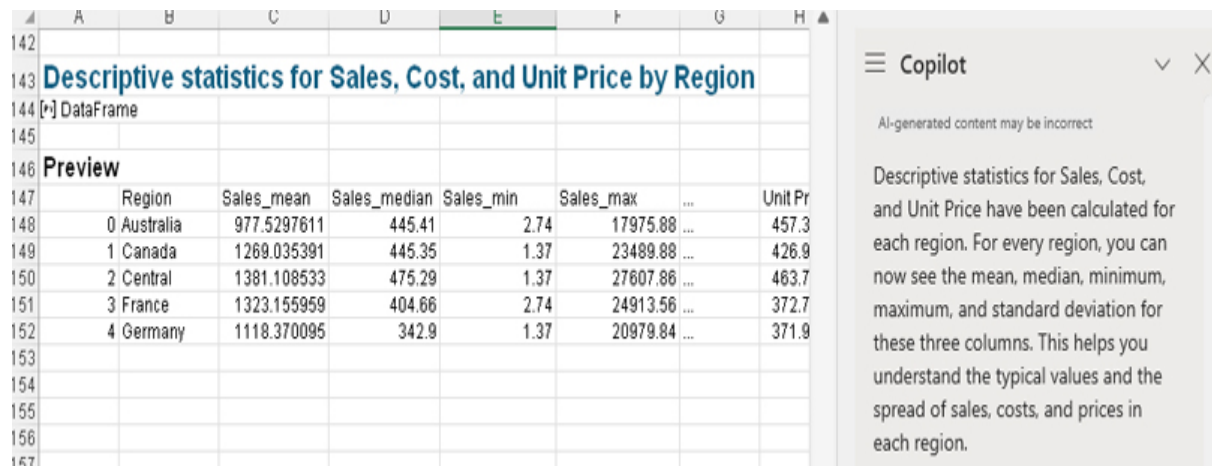 A B C D E F G H
142
143 Descriptive statistics for Sales, Cost, and Unit Price by Region
144 DataFrame
145
146 Preview
147 Region Sales_mean Sales_median Sales_min Sales_max ... Unit Pr
148 0 Australia 977.5297611 445.41 2.74 17975.88 ... 457.3
149 1 Canada 1269.035391 445.35 1.37 23489.88 ... 426.9
150 2 Central 1381.108533 475.29 1.37 27607.86 ... 463.7
151 3 France 1323.155959 404.66 2.74 24913.56 ... 372.7
152 4 Germany 1118.370095 342.9 1.37 20979.84 ... 371.9
153
154
155
156
157
Copilot
AI-generated content may be incorrect
Descriptive statistics for Sales, Cost,
and Unit Price have been calculated for
each region. For every region, you can
now see the mean, median, minimum,
maximum, and standard deviation for
these three columns. This helps you
understand the typical values and the
spread of sales, costs, and prices in
each region.